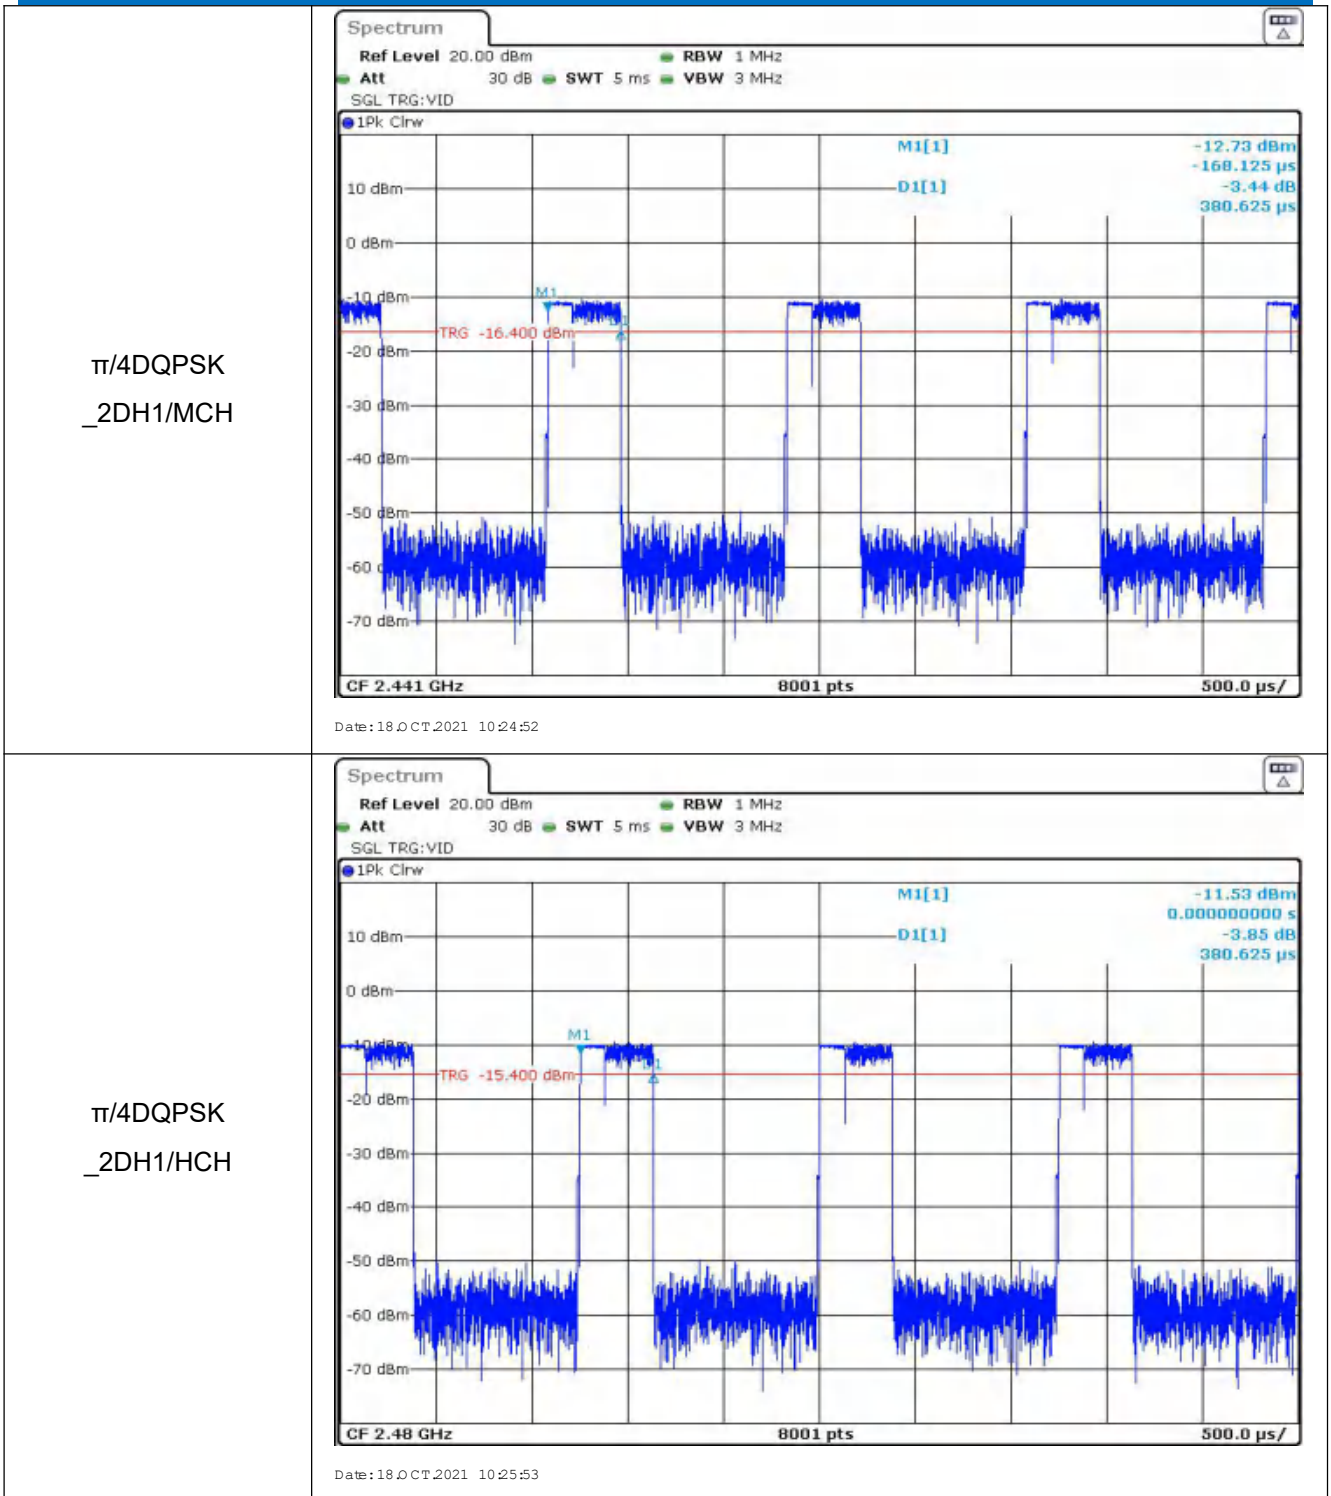 π/4DQPSK
_2DH1/MCH
Spectrum
Ref Level 20.00 dBm RBW 1 MHz
Att 30 dB SWT 5 ms VBW 3 MHz
SGL TRG:VID
1Pk Clrw
M1[1] -12.73 dBm
-168.125 µs
10 dBm D1[1] -3.44 dB
380.625 µs
0 dBm
M1
-10 dBm
D1
TRG -16.400 dBm
-20 dBm
-30 dBm
-40 dBm
-50 dBm
-60 d
-70 dBm
CF 2.441 GHz 8001 pts 500.0 µs/
Date: 18.OCT.2021 10:24:52
π/4DQPSK
_2DH1/HCH
Spectrum
Ref Level 20.00 dBm RBW 1 MHz
Att 30 dB SWT 5 ms VBW 3 MHz
SGL TRG:VID
1Pk Clrw
M1[1] -11.53 dBm
0.000000000 s
10 dBm D1[1] -3.85 dB
380.625 µs
0 dBm
M1
-10 dBm
TRG -15.400 dBm
-20 dBm
-30 dBm
-40 dBm
-50 dBm
-60 dBm
-70 dBm
CF 2.48 GHz 8001 pts 500.0 µs/
Date: 18.OCT.2021 10:25:53